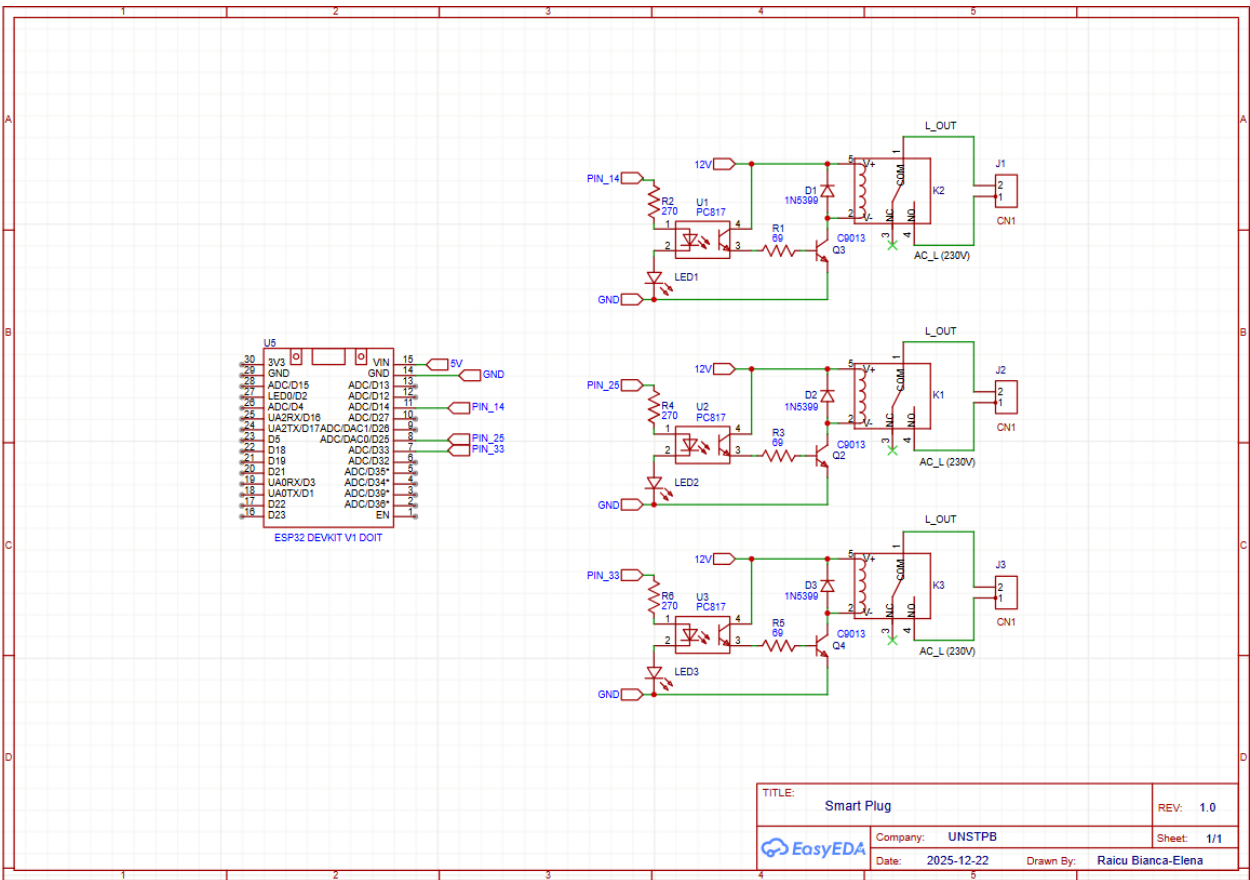 1 2 3 4 5
A
B
C
D
A
B
C
D
L_OUT
12V
5 V+
1
COM
J1
PIN_14
R2
270
U1
PC817
D1
1N5399
K2
2
1
2 V-
NC
NO
CN1
1
2
4
3
R1
69
C9013
Q3
3
4
AC_L (230V)
LED1
GND
L_OUT
12V
5 V+
1
COM
J2
PIN_25
R4
270
U2
PC817
D2
1N5399
K1
2
1
2 V-
NC
NO
CN1
1
2
4
3
R3
69
C9013
Q2
3
4
AC_L (230V)
LED2
GND
L_OUT
12V
5 V+
1
COM
J3
PIN_33
R6
270
U3
PC817
D3
1N5399
K3
2
1
2 V-
NC
NO
CN1
1
2
4
3
R5
69
C9013
Q4
3
4
AC_L (230V)
LED3
GND
U5
30 3V3 VIN 15 5V
29 GND GND 14 GND
28 ADC/D15 ADC/D13 13
27 LED0/D2 ADC/D12 12
26 ADC/D4 ADC/D14 11 PIN_14
25 UA2RX/D16 ADC/D27 10
24 UA2TX/D17 ADC/DAC1/D26 9
23 D5 ADC/DAC0/D25 8 PIN_25
22 D18 ADC/D33 7 PIN_33
21 D19 ADC/D32 6
20 D21 ADC/D35* 5
19 UA0RX/D3 ADC/D34* 4
18 UA0TX/D1 ADC/D39* 3
17 D22 ADC/D36* 2
16 D23 EN 1
ESP32 DEVKIT V1 DOIT
TITLE:
Smart Plug
REV: 1.0
EasyEDA
Company: UNSTPB
Sheet: 1/1
Date: 2025-12-22 Drawn By: Raicu Bianca-Elena
1 2 3 4 5